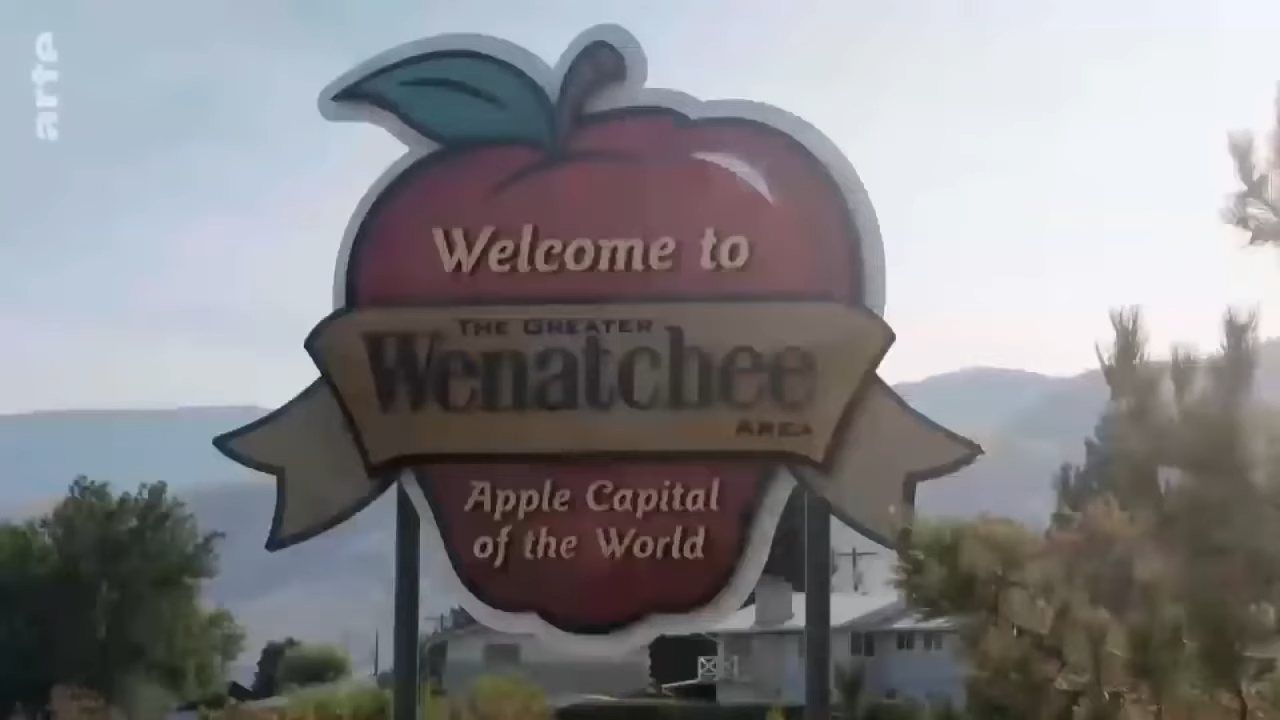 arte
Welcome to
THE GREATER
Wenatchee
AREA
Apple Capital
of the World